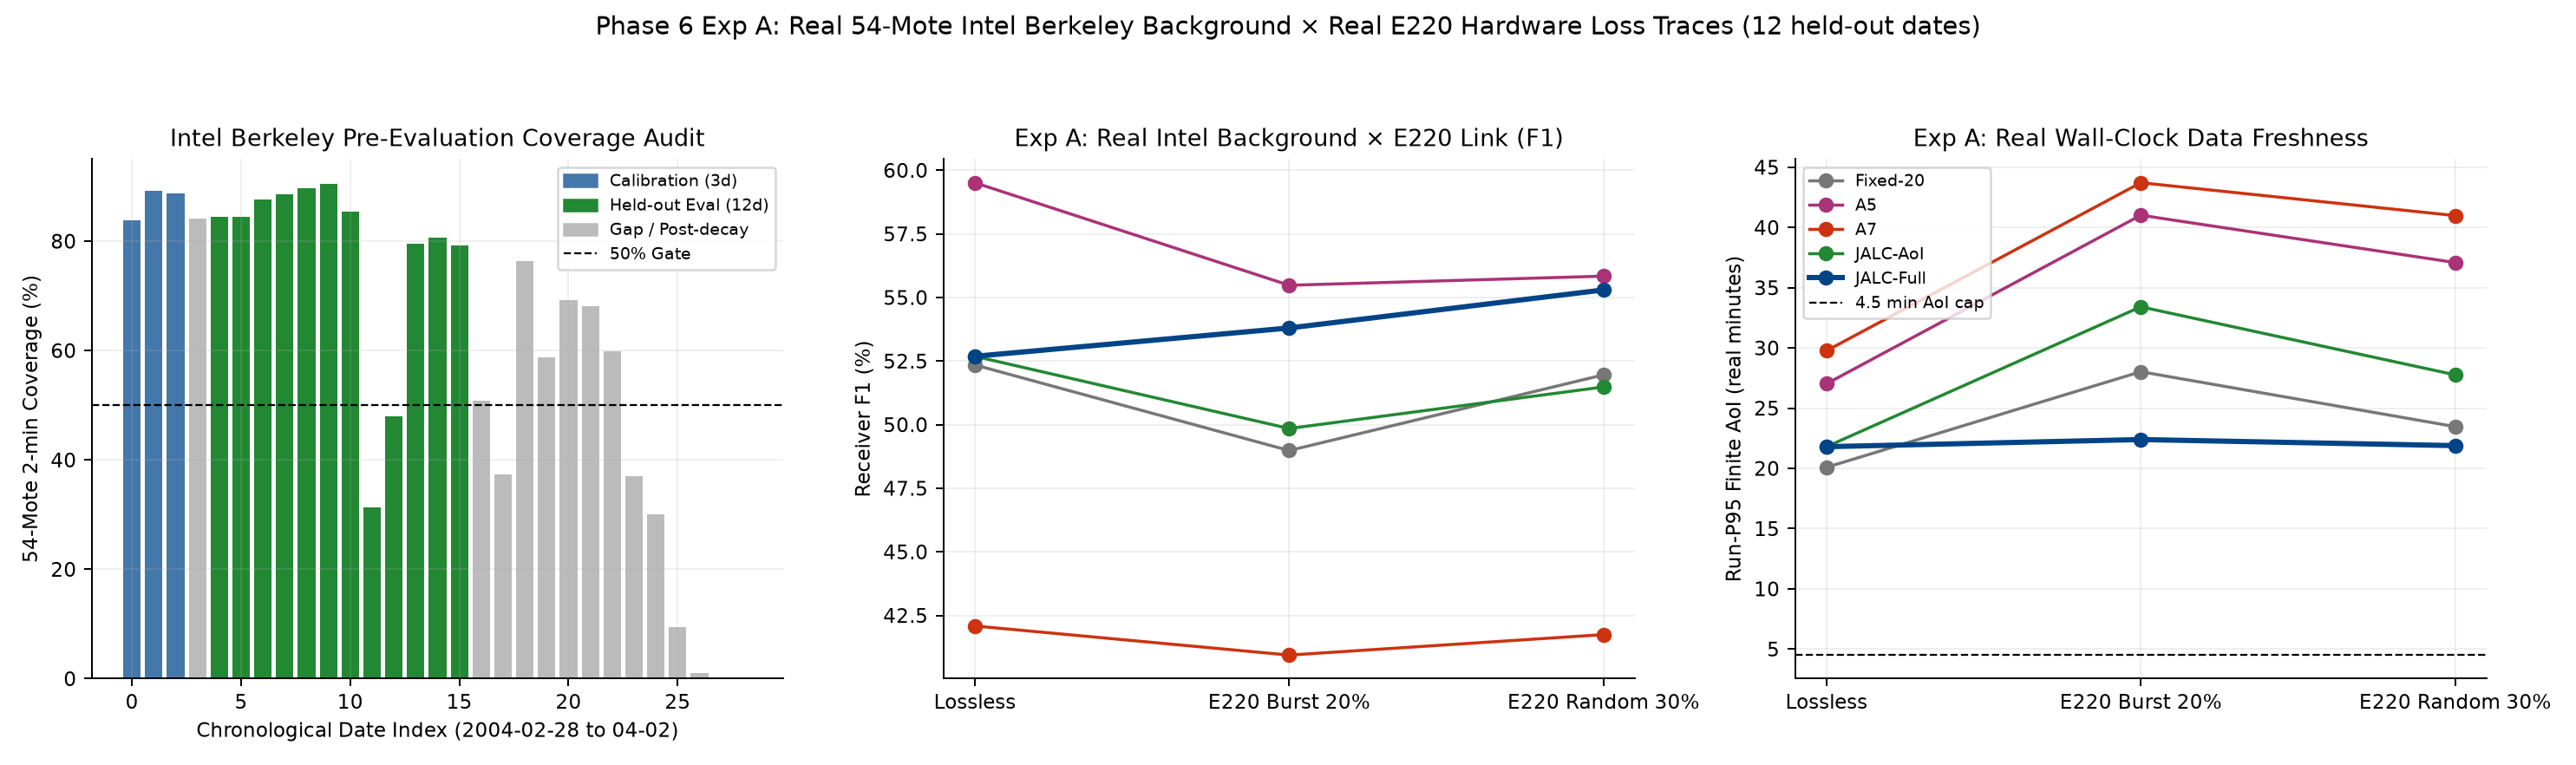 Phase 6 Exp A: Real 54-Mote Intel Berkeley Background × Real E220 Hardware Loss Traces (12 held-out dates)
Intel Berkeley Pre-Evaluation Coverage Audit
54-Mote 2-min Coverage (%)
80
60
40
20
0
Calibration (3d)
Held-out Eval (12d)
Gap / Post-decay
50% Gate
0 5 10 15 20 25
Chronological Date Index (2004-02-28 to 04-02)
Exp A: Real Intel Background × E220 Link (F1)
Receiver F1 (%)
60.0
57.5
55.0
52.5
50.0
47.5
45.0
42.5
Lossless E220 Burst 20% E220 Random 30%
Exp A: Real Wall-Clock Data Freshness
Run-P95 Finite AoI (real minutes)
45
40
35
30
25
20
15
10
5
Fixed-20
A5
A7
JALC-AoI
JALC-Full
4.5 min AoI cap
Lossless E220 Burst 20% E220 Random 30%